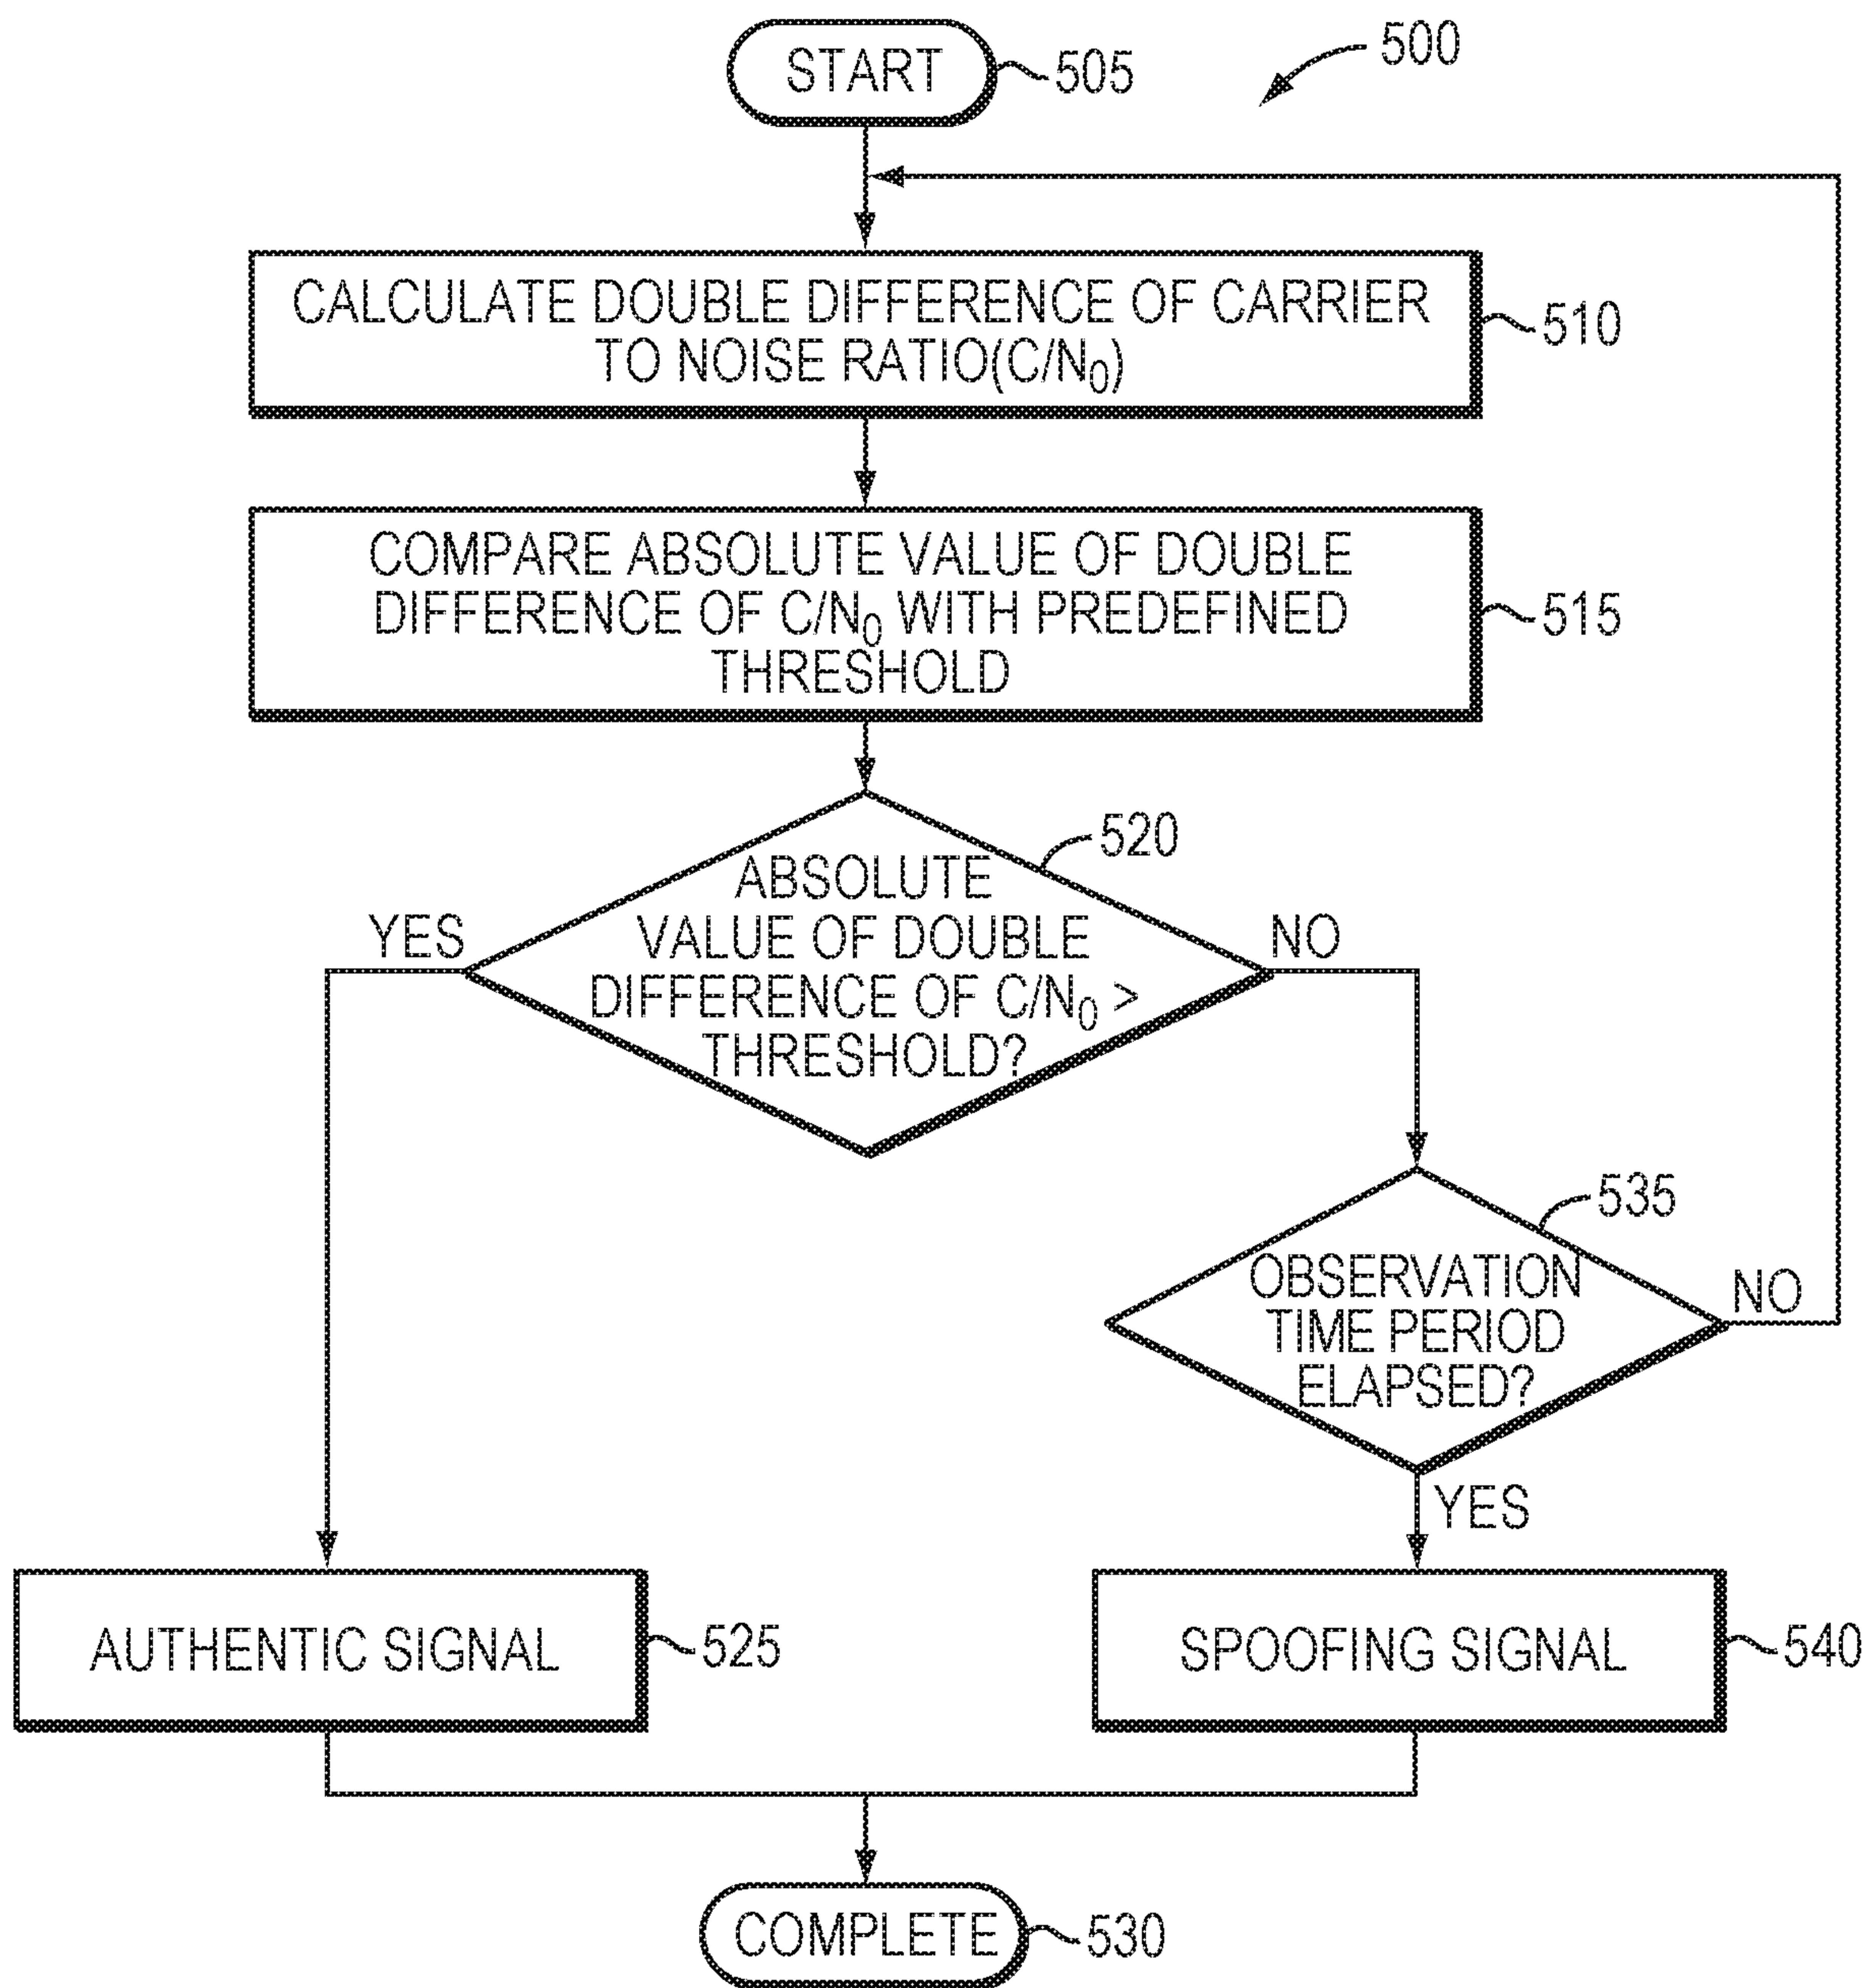 500
START
505
CALCULATE DOUBLE DIFFERENCE OF CARRIER
TO NOISE RATIO(C/N₀)
510
COMPARE ABSOLUTE VALUE OF DOUBLE
DIFFERENCE OF C/N₀ WITH PREDEFINED
THRESHOLD
515
520
ABSOLUTE
VALUE OF DOUBLE
DIFFERENCE OF C/N₀ >
THRESHOLD?
YES
NO
535
OBSERVATION
TIME PERIOD
ELAPSED?
NO
YES
AUTHENTIC SIGNAL
525
SPOOFING SIGNAL
540
COMPLETE
530